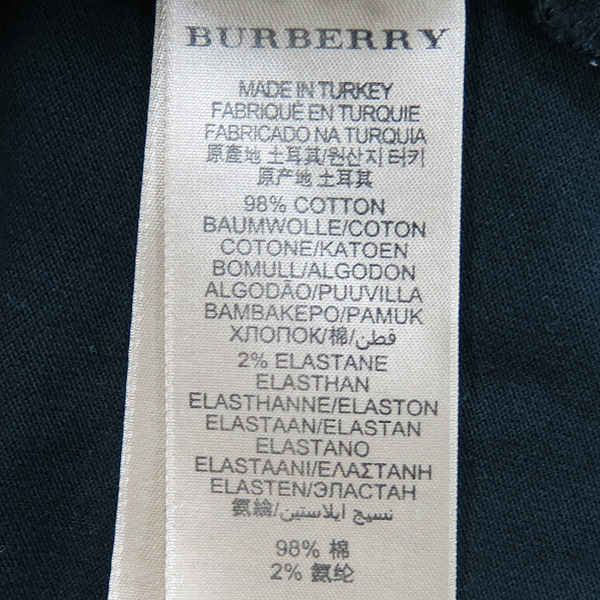 BURBERRY
MADE IN TURKEY
FABRIQUÉ EN TURQUIE
FABRICADO NA TURQUIA
原產地 土耳其/원산지 터키
原产地 土耳其
98% COTTON
BAUMWOLLE/COTON
COTONE/KATOEN
BOMULL/ALGODON
ALGODÃO/PUUVILLA
BAMBAKEPO/PAMUK
ХЛОПОК/棉/قطن
2% ELASTANE
ELASTHAN
ELASTHANNE/ELASTON
ELASTAAN/ELASTAN
ELASTANO
ELASTAANI/ΕΛΑΣΤΑΝΗ
ELASTEN/ЭЛАСТАН
氨綸/نسيج ايلاستين
98% 棉
2% 氨纶